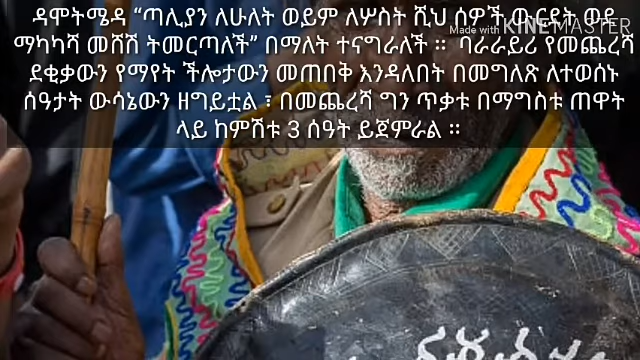 ዳሞትሜዳ “ጣሊያን ለሁለት ወይም ለሦስት ሺህ ሰዎች ውርደት ወደ
Made With KINEMASTER
ማካካሻ መሸሽ ትመርጣለች” በማለት ተናግራለች ። ባራራይሪ የመጨረሻ
ደቂቃውን የማየት ችሎታውን መጠበቅ እንዳለበት በመግለጽ ለተወሰኑ
ሰዓታት ውሳኔውን ዘግይቷል ፣ በመጨረሻ ግን ጥቃቱ በማግስቱ ጠዋት
ላይ ከምሽቱ 3 ሰዓት ይጀምራል ።